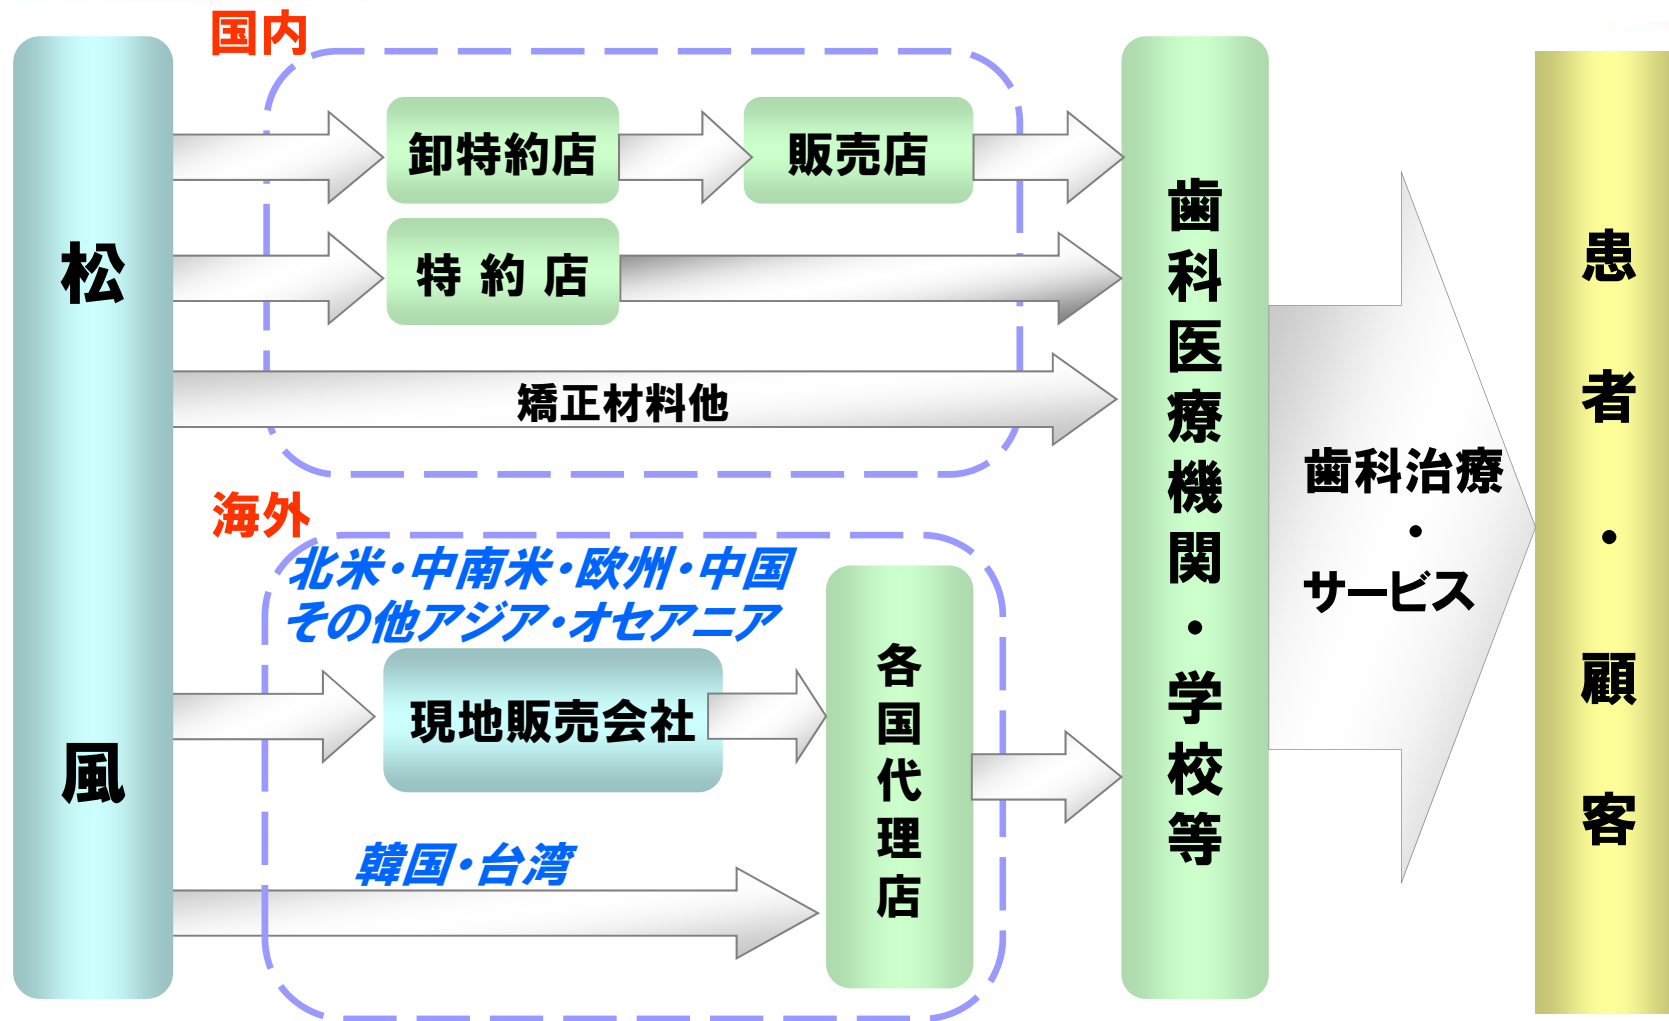 国内
松風
卸特約店
販売店
特約店
矯正材料他
海外
北米・中南米・欧州・中国
その他アジア・オセアニア
現地販売会社
韓国・台湾
各国代理店
歯科医療機関・学校等
歯科治療
・
サービス
患者・顧客